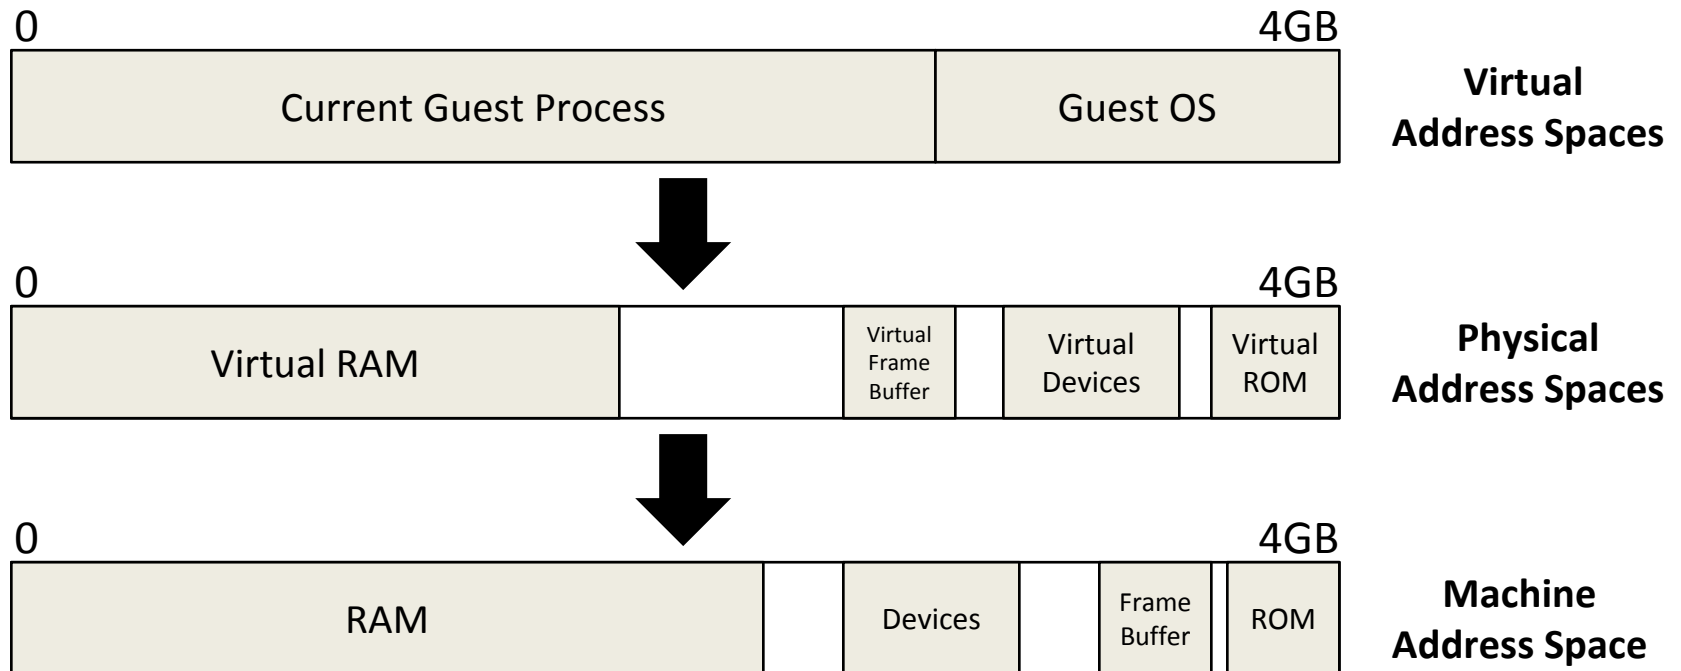 0
4GB
Current Guest Process
Guest OS
Virtual
Address Spaces
0
4GB
Virtual RAM
Virtual
Frame
Buffer
Virtual
Devices
Virtual
ROM
Physical
Address Spaces
0
4GB
RAM
Devices
Frame
Buffer
ROM
Machine
Address Space